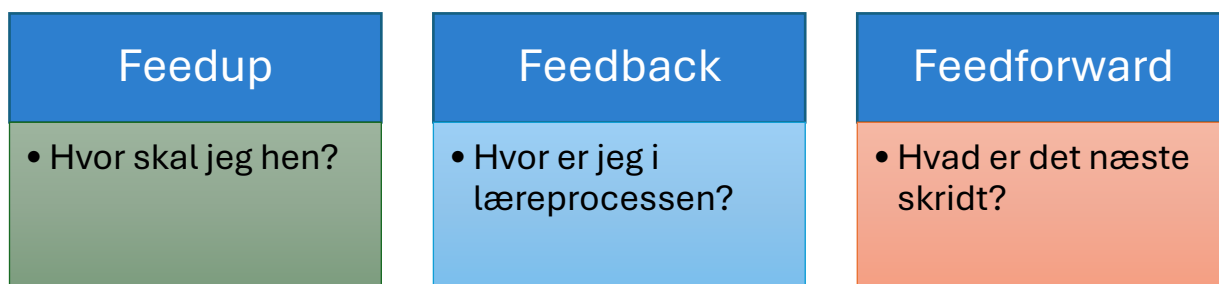 Feedup
• Hvor skal jeg hen?
Feedback
• Hvor er jeg i
læreprocessen?
Feedforward
• Hvad er det næste
skridt?